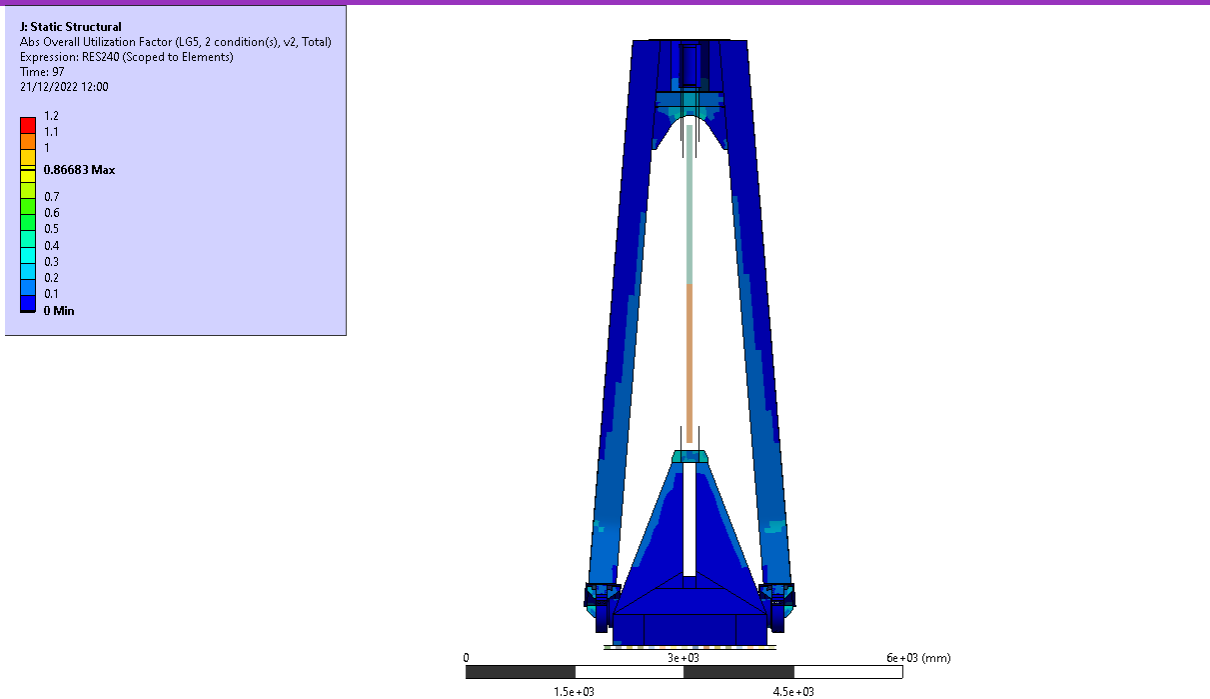 J: Static Structural
Abs Overall Utilization Factor (LG5, 2 condition(s), v2, Total)
Expression: RES240 (Scoped to Elements)
Time: 97
21/12/2022 12:00
1.2
1.1
1
0.86683 Max
0.7
0.6
0.5
0.4
0.3
0.2
0.1
0 Min
0 3e+03 6e+03 (mm)
1.5e+03 4.5e+03